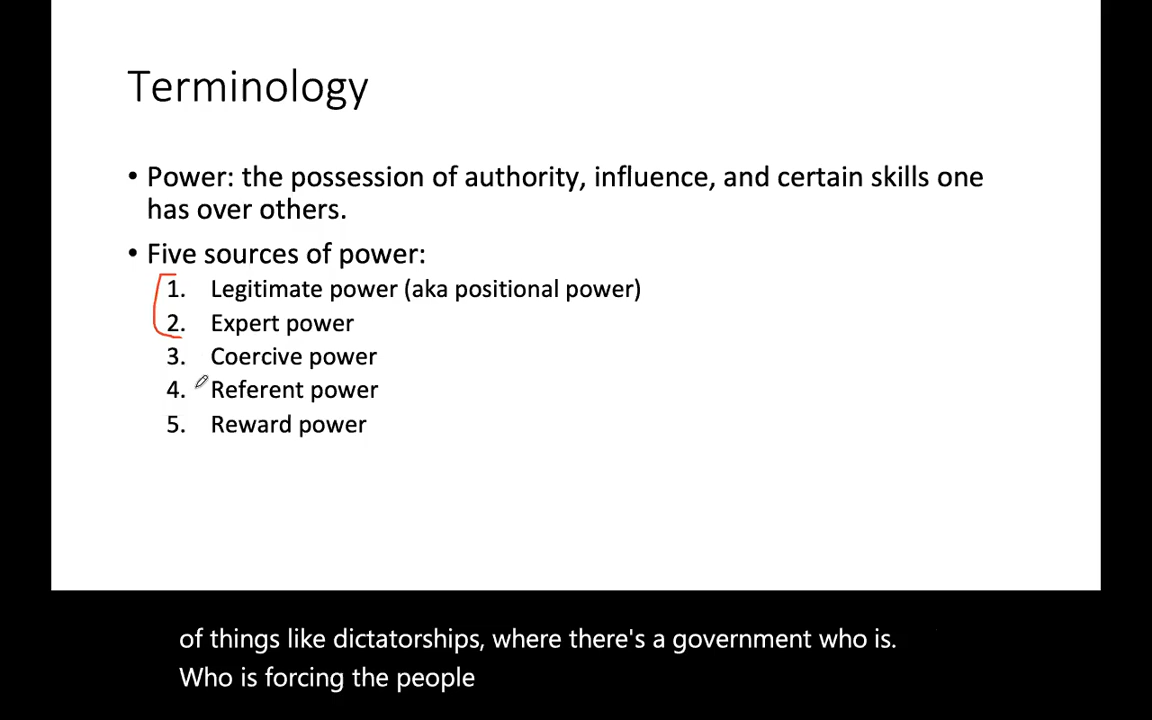 Terminology
• Power: the possession of authority, influence, and certain skills one
has over others.
• Five sources of power:
1. Legitimate power (aka positional power)
2. Expert power
3. Coercive power
4. Referent power
5. Reward power
of things like dictatorships, where there's a government who is.
Who is forcing the people